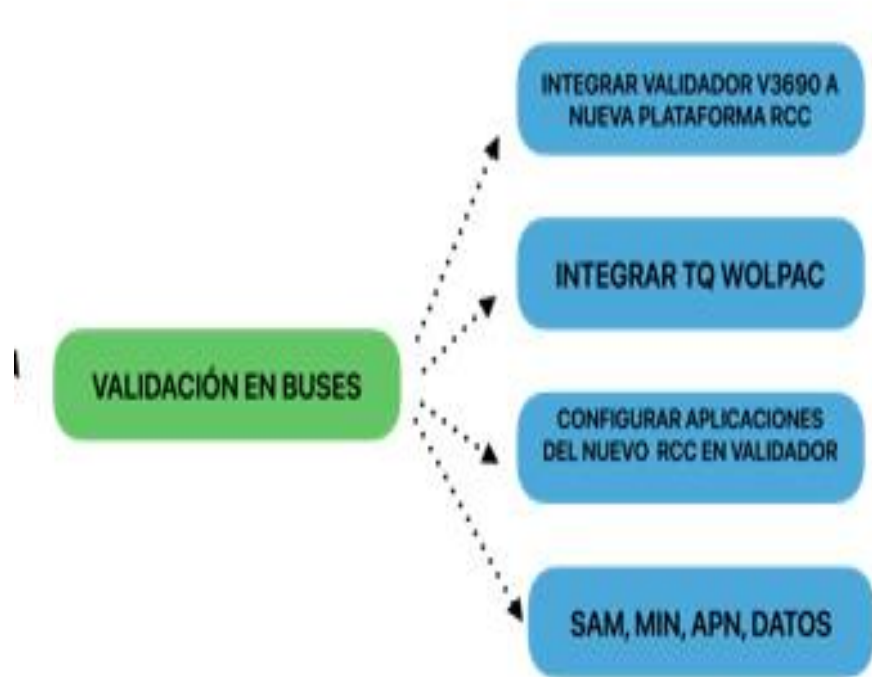 INTEGRAR VALIDADOR V3690 A
NUEVA PLATAFORMA RCC
INTEGRAR TQ WOLPAC
VALIDACIÓN EN BUSES
CONFIGURAR APLICACIONES
DEL NUEVO RCC EN VALIDADOR
SAM, MIN, APN, DATOS